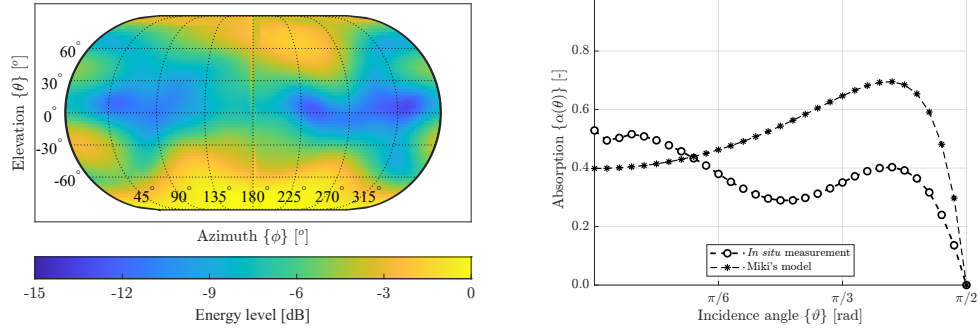 60°
30°
0°
-30°
-60°
Elevation {θ} [°]
45° 90° 135° 180° 225° 270° 315°
Azimuth {ϕ} [°]
-15 -12 -9 -6 -3 0
Energy level [dB]
0.8
0.6
0.4
0.2
0.0
Absorption {α(θ)} [-]
In situ measurement
Miki's model
π/6 π/3 π/2
Incidence angle {ϑ} [rad]